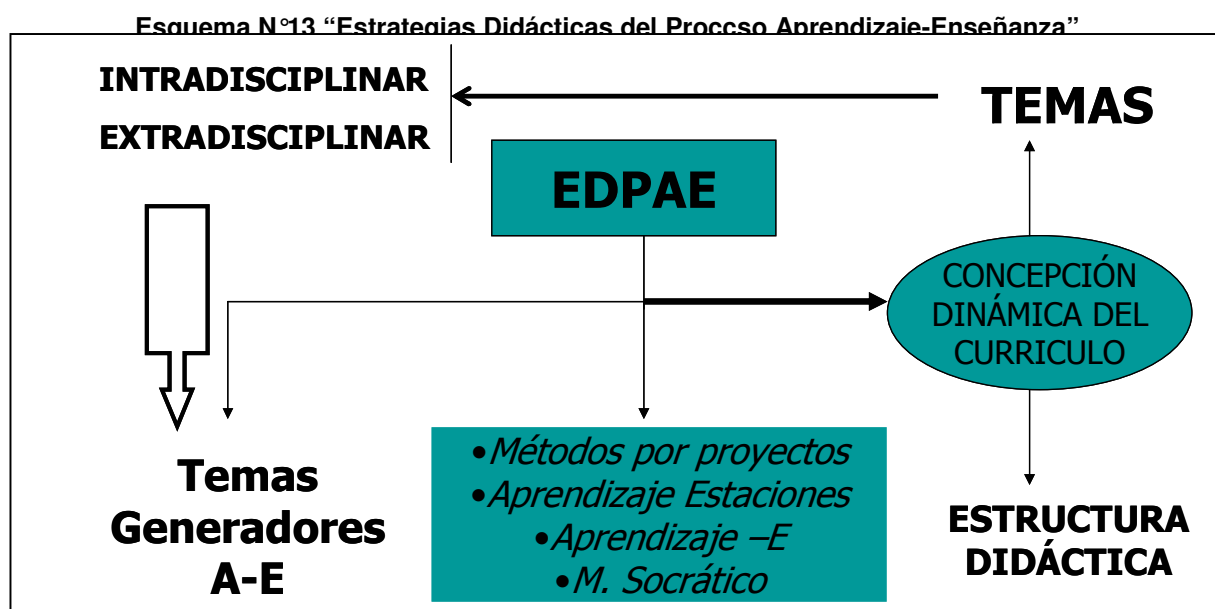 Esquema N°13 “Estrategias Didácticas del Proccso Aprendizaje-Enseñanza”
INTRADISCIPLINAR
EXTRADISCIPLINAR
TEMAS
EDPAE
CONCEPCIÓN
DINÁMICA DEL
CURRICULO
Temas
Generadores
A-E
•Métodos por proyectos
•Aprendizaje Estaciones
•Aprendizaje –E
•M. Socrático
ESTRUCTURA
DIDÁCTICA